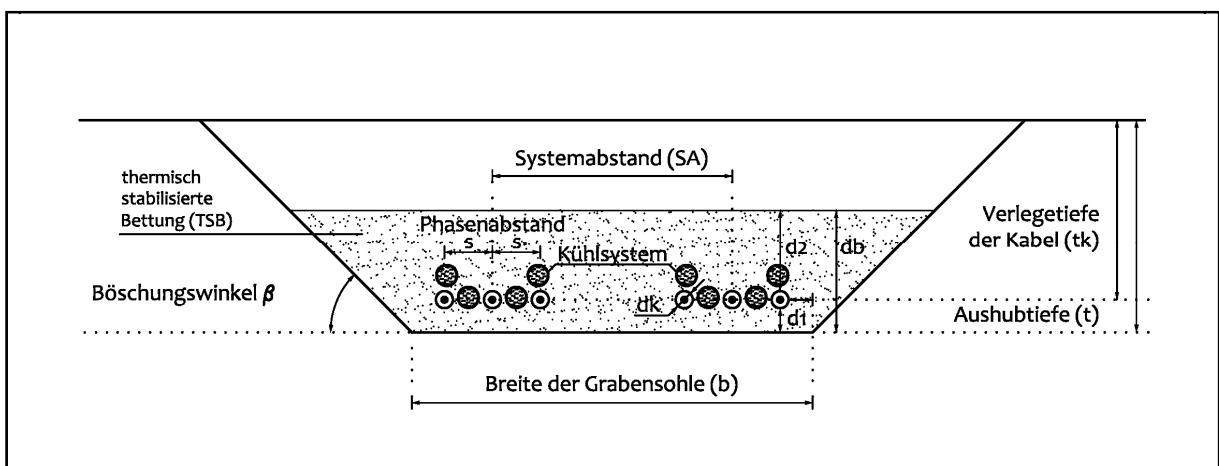 Systemabstand (SA)
thermisch
stabilisierte
Bettung (TSB)
Phasenabstand
s
s
d2
db
Verlegetiefe
der Kabel (tk)
Kühlsystem
Böschungswinkel β
dk
d1
Aushubtiefe (t)
Breite der Grabensohle (b)